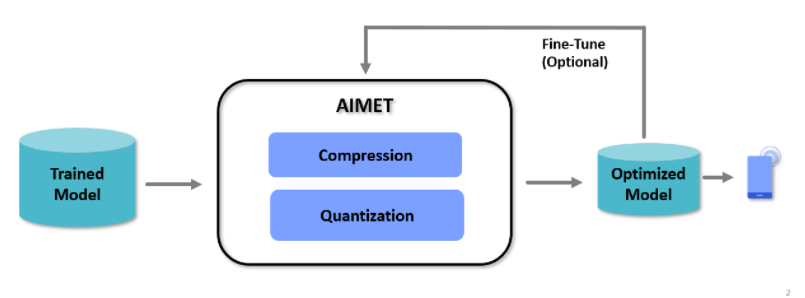 Fine-Tune
(Optional)
AIMET
Trained
Model
Compression
Quantization
Optimized
Model
2